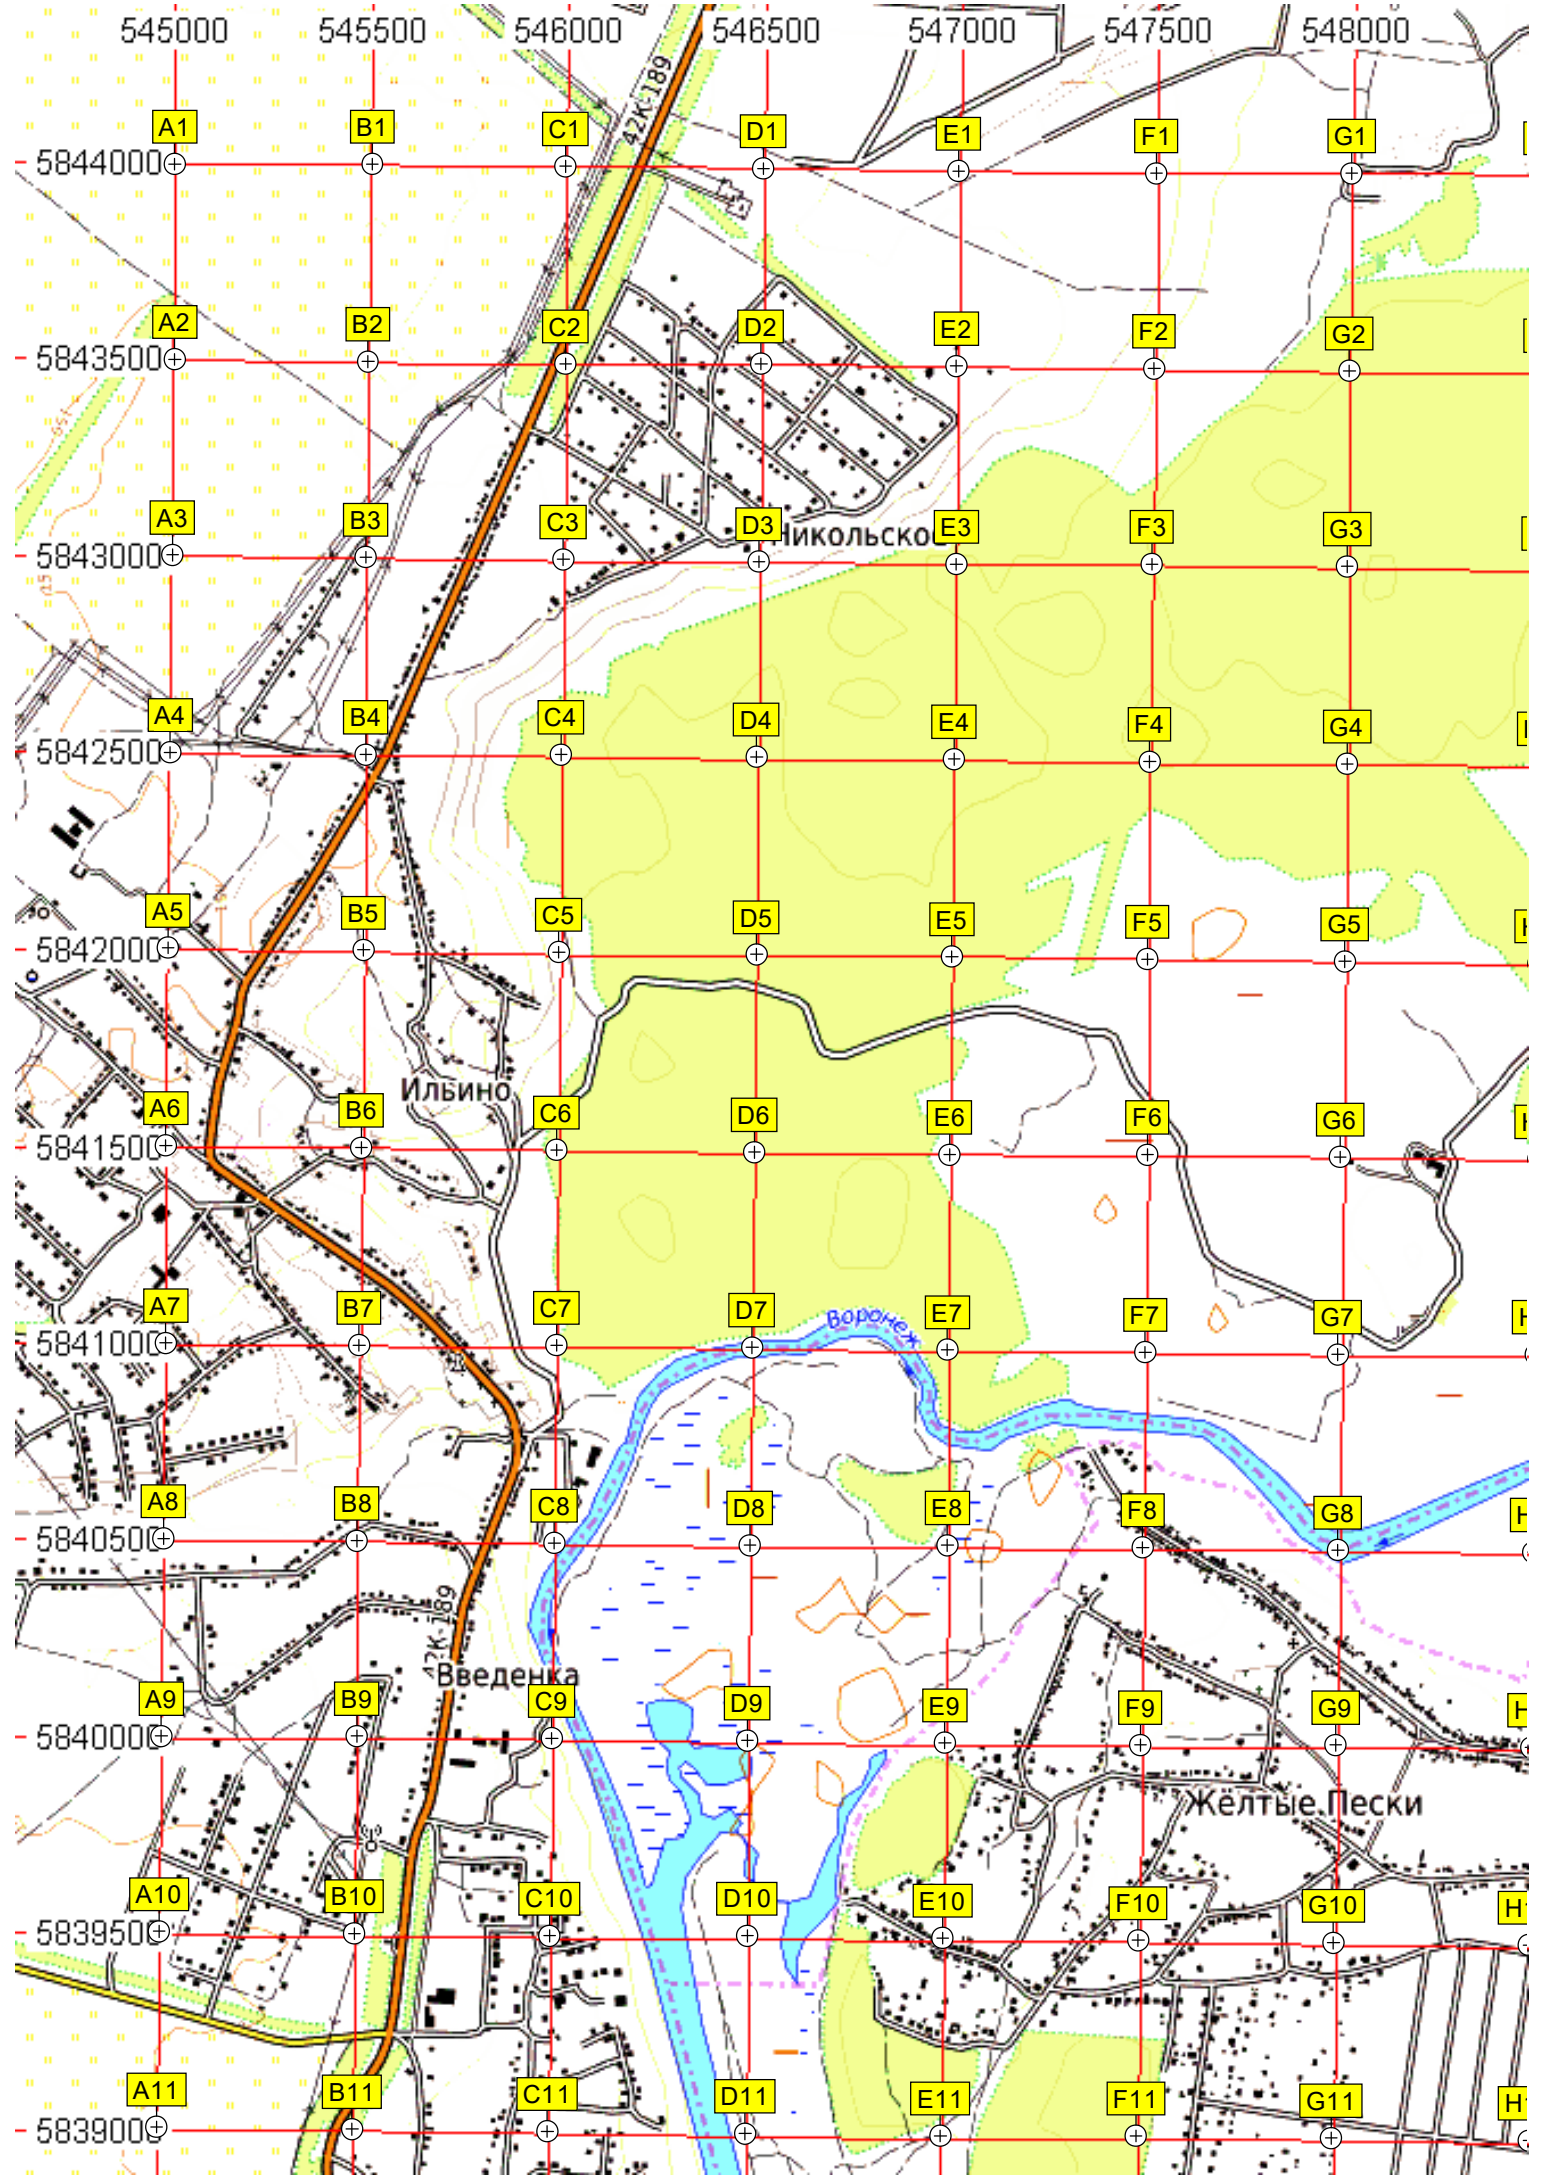 545000 545500 546000 546500 547000 547500 548000
42К-189
A1 B1 C1 D1 E1 F1 G1
5844000
A2 B2 C2 D2 E2 F2 G2
5843500
A3 B3 C3 D3 E3 F3 G3
Никольское
5843000
A4 B4 C4 D4 E4 F4 G4
5842500
A5 B5 C5 D5 E5 F5 G5
5842000
Ильино
A6 B6 C6 D6 E6 F6 G6
5841500
A7 B7 C7 D7 E7 F7 G7
Воронеж
5841000
A8 B8 C8 D8 E8 F8 G8
5840500
42К-189
Введенка
A9 B9 C9 D9 E9 F9 G9
5840000
Жёлтые Пески
A10 B10 C10 D10 E10 F10 G10
5839500
A11 B11 C11 D11 E11 F11 G11
5839000